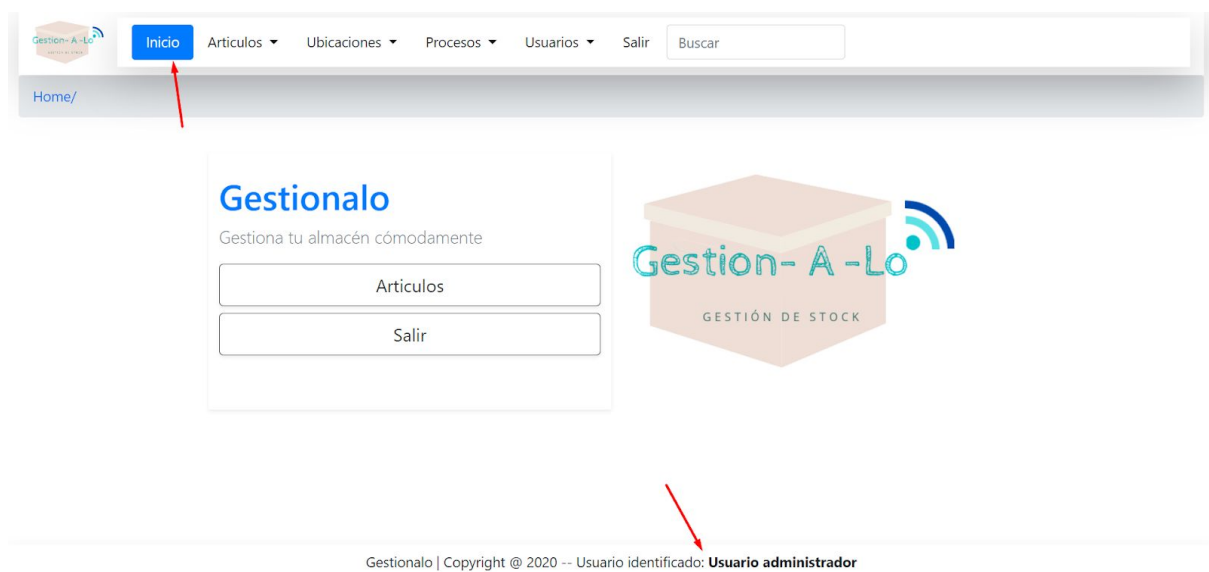 Gestion- A -Lo
Inicio Articulos Ubicaciones Procesos Usuarios Salir Buscar
Home/
Gestionalo
Gestiona tu almacén cómodamente
Articulos
Salir
Gestion- A -Lo
GESTIÓN DE STOCK
Gestionalo | Copyright @ 2020 -- Usuario identificado: Usuario administrador